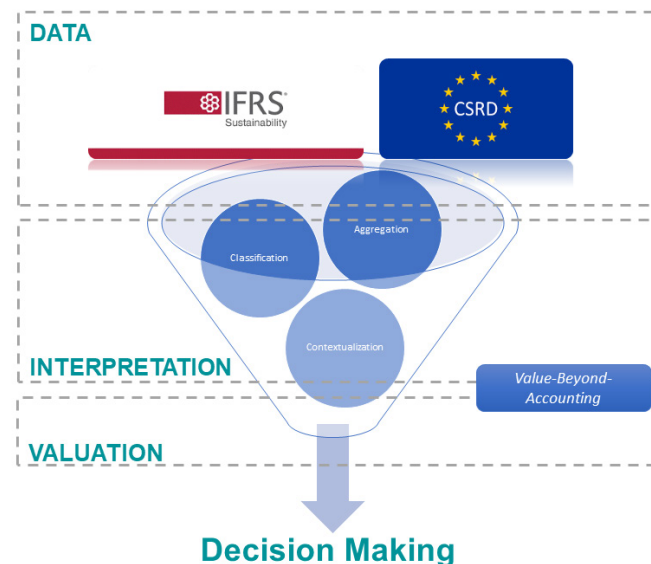 DATA
IFRS®
Sustainability
CSRD
Aggregation
Classification
Contextualization
INTERPRETATION
Value-Beyond-
Accounting
VALUATION
Decision Making